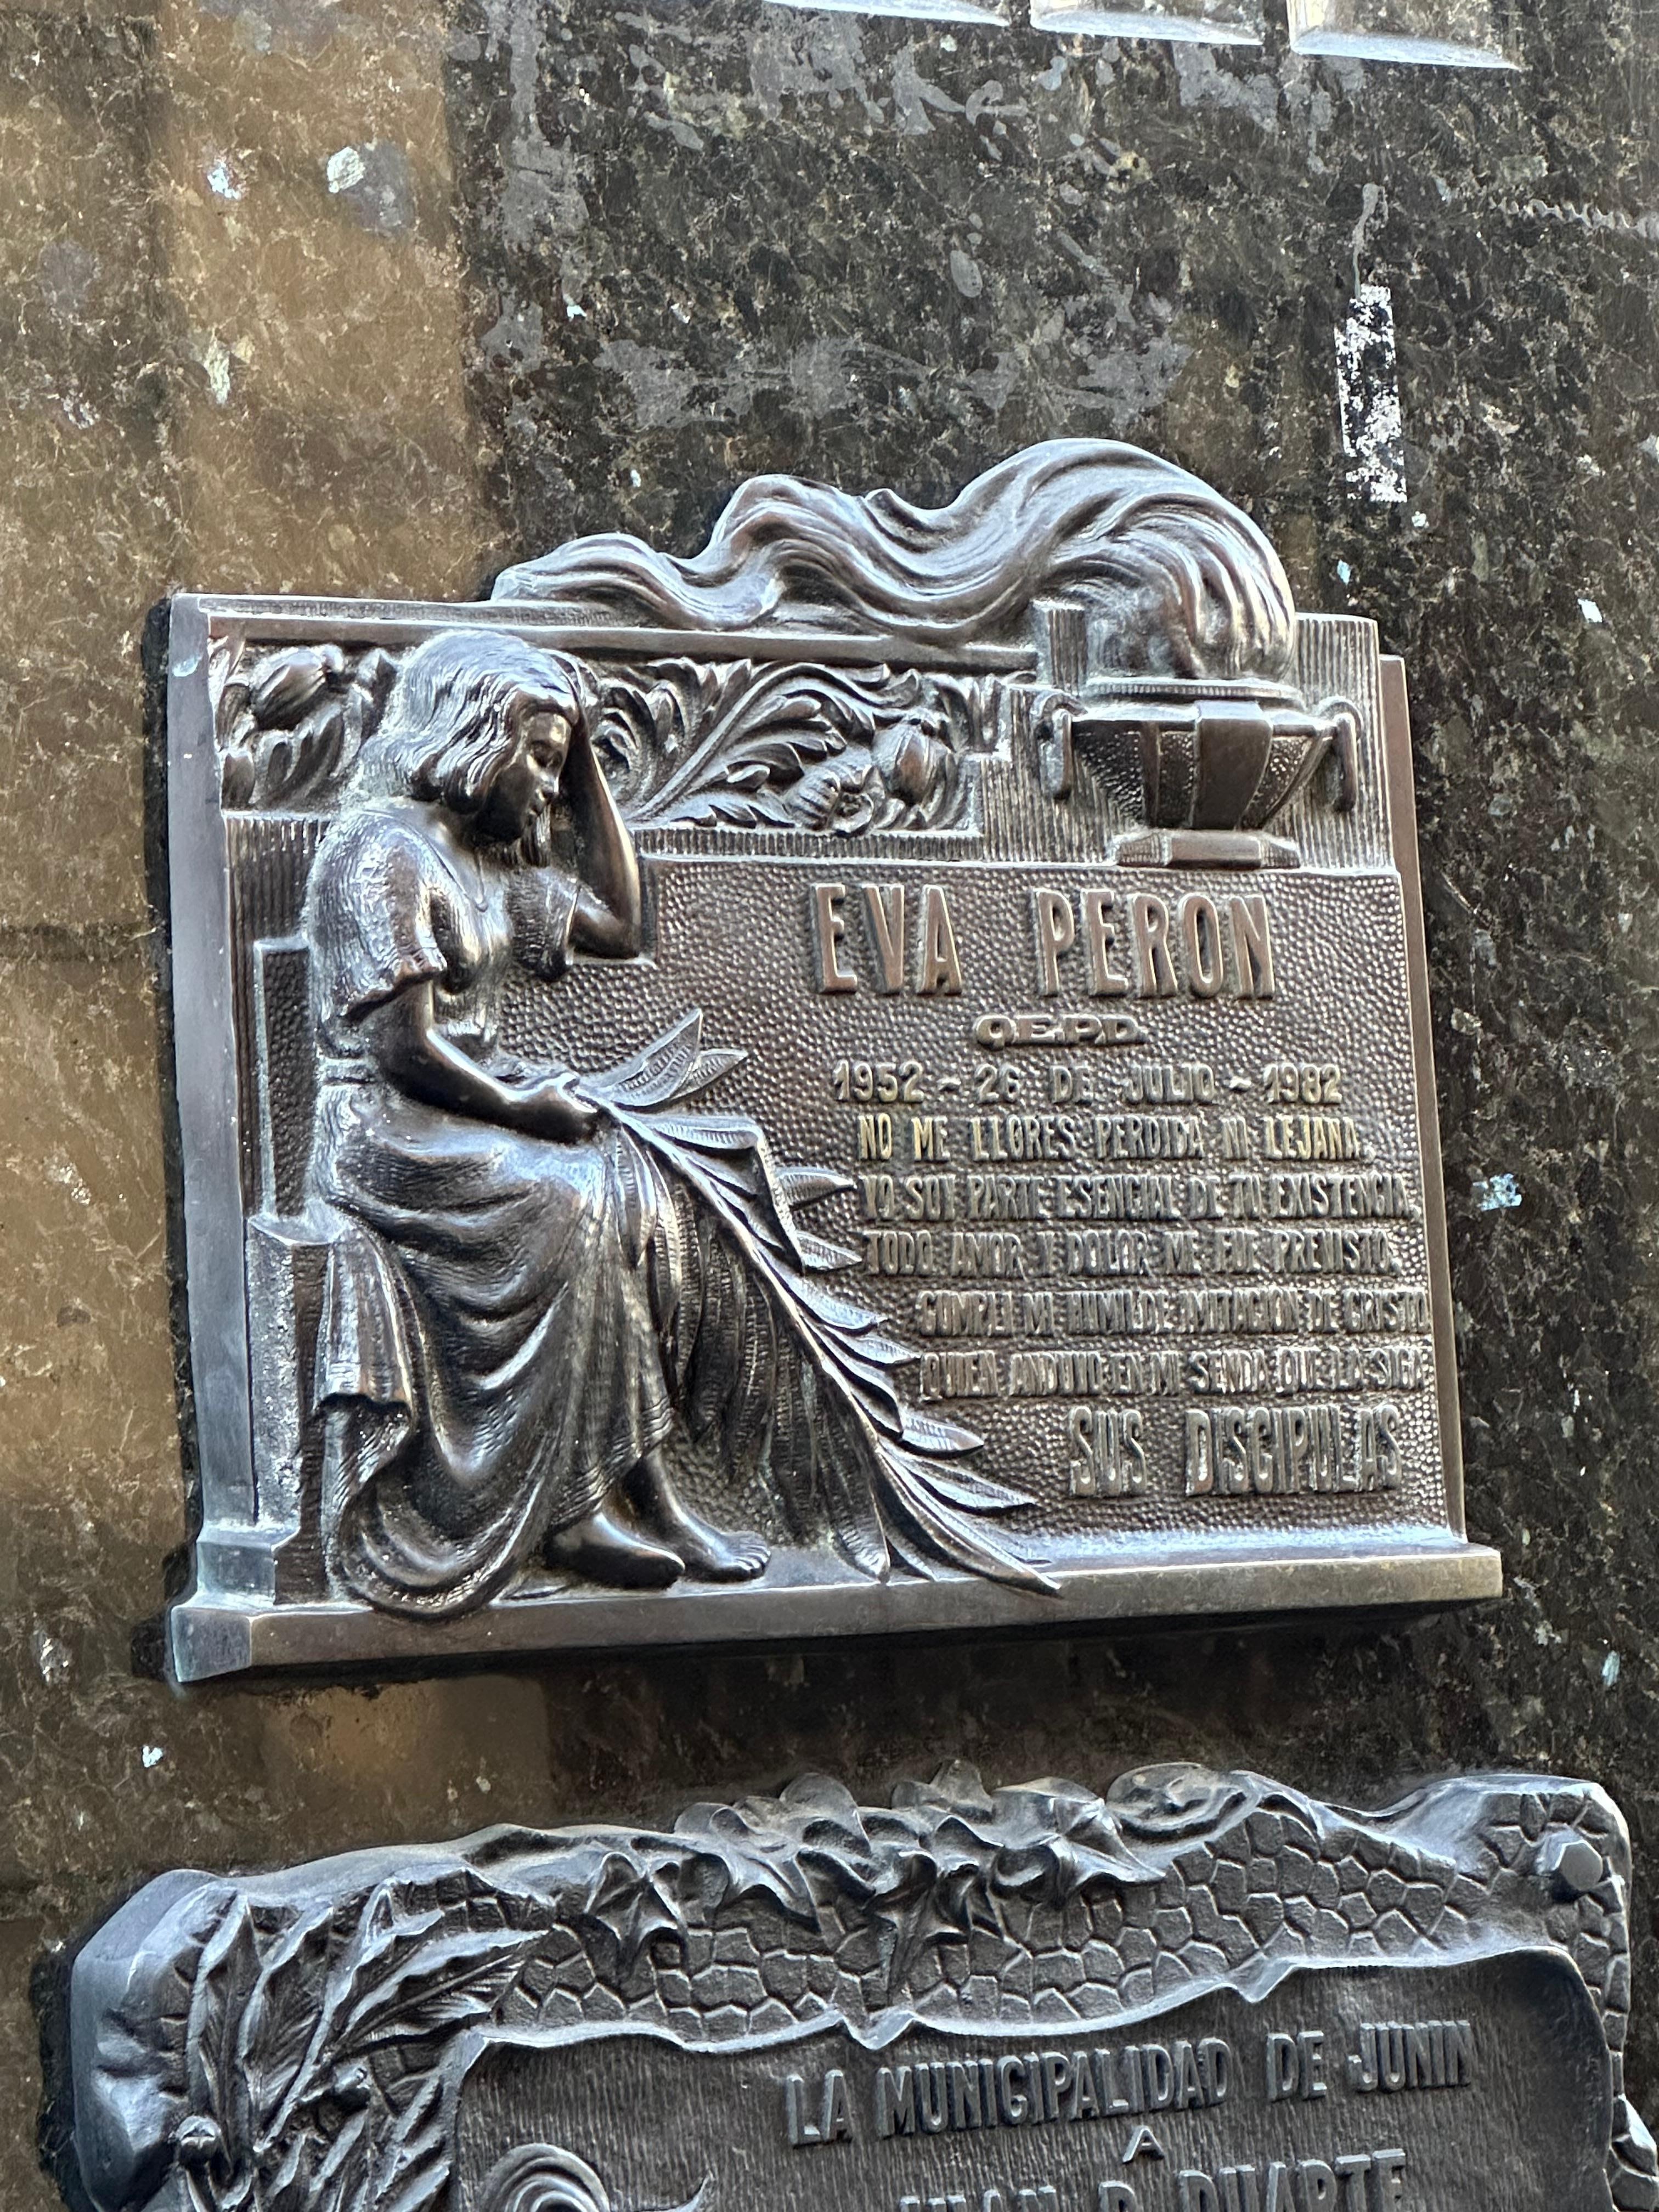 EVA PERON
Q.E.P.D.
1952 - 26 DE JULIO - 1982
NO ME LLORES PERDIDA NI LEJANA.
YO SOY PARTE ESENCIAL DE TU EXISTENCIA
TODO AMOR Y DOLOR ME FUE PREVISTO.
CUMPLI MI HUMILDE IMITACION DE CRISTO
QUIEN ANDUVO EN MI SENDA QUE LA SIGA
SUS DISCIPULAS
LA MUNICIPALIDAD DE JUNIN
A
JUAN D. DUARTE